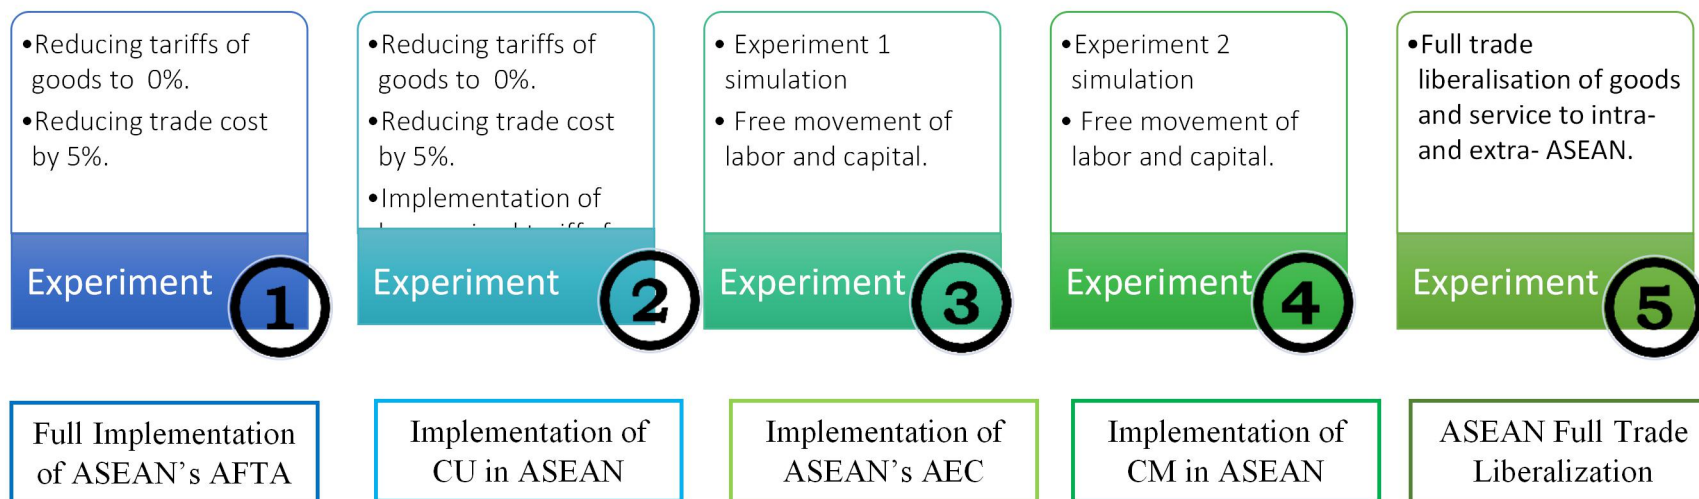 •Reducing tariffs of
goods to 0%.
•Reducing trade cost
by 5%.
Experiment 1
•Reducing tariffs of
goods to 0%.
•Reducing trade cost
by 5%.
•Implementation of
Experiment 2
• Experiment 1
simulation
• Free movement of
labor and capital.
Experiment 3
•Experiment 2
simulation
• Free movement of
labor and capital.
Experiment 4
•Full trade
liberalisation of goods
and service to intra-
and extra- ASEAN.
Experiment 5
Full Implementation
of ASEAN’s AFTA
Implementation of
CU in ASEAN
Implementation of
ASEAN’s AEC
Implementation of
CM in ASEAN
ASEAN Full Trade
Liberalization